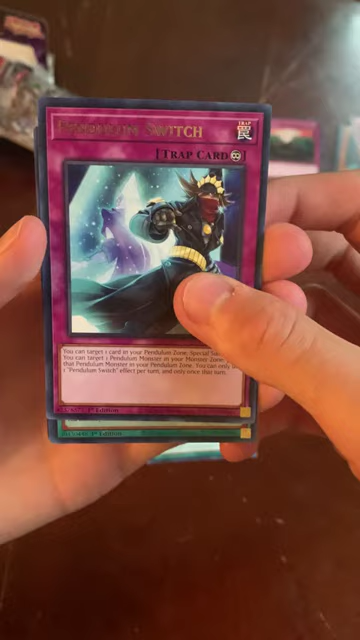 Pendulum Switch
TRAP
罠
[Trap Card
You can target 1 card in your Pendulum Zone; Special
You can target 1 Pendulum Monster in your Monster Zone;
that Pendulum Monster in your Pendulum Zone. You can only
1 "Pendulum Switch" effect per turn, and only once that turn.
1st Edition
1st Edition